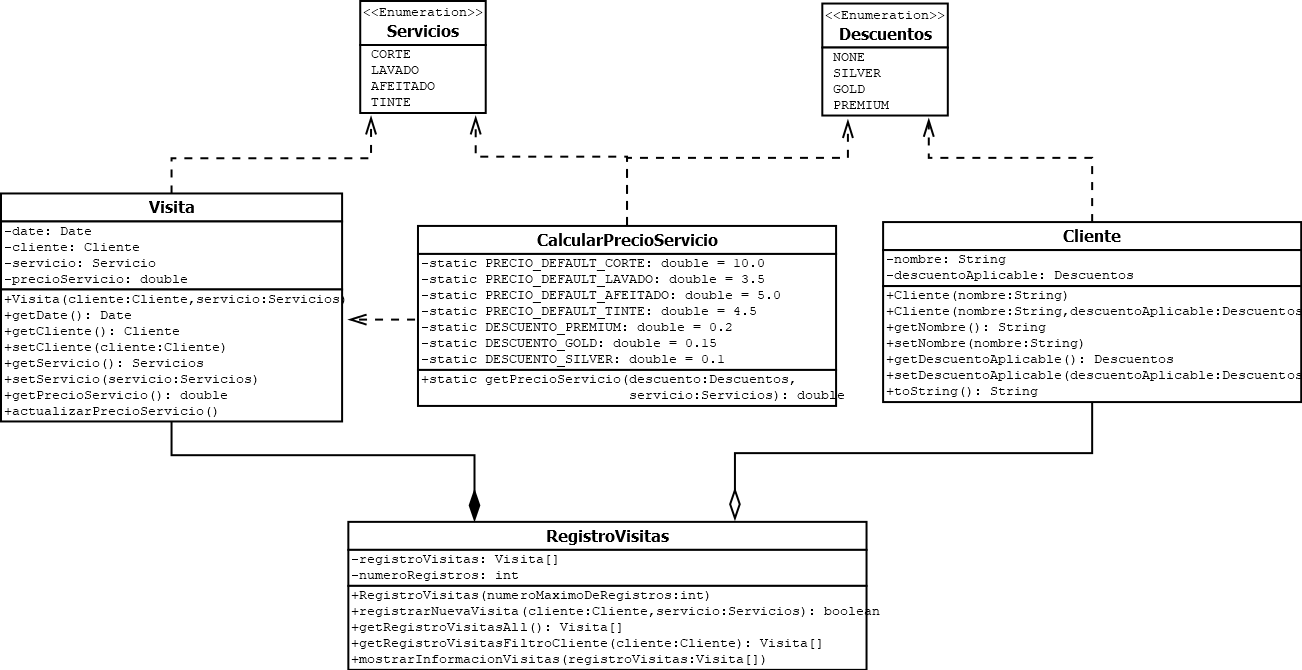 <<Enumeration>>
Servicios
CORTE
LAVADO
AFEITADO
TINTE
<<Enumeration>>
Descuentos
NONE
SILVER
GOLD
PREMIUM
Visita
-date: Date
-cliente: Cliente
-servicio: Servicio
-precioServicio: double
+Visita(cliente:Cliente,servicio:Servicios)
+getDate(): Date
+getCliente(): Cliente
+setCliente(cliente:Cliente)
+getServicio(): Servicios
+setServicio(servicio:Servicios)
+getPrecioServicio(): double
+actualizarPrecioServicio()
CalcularPrecioServicio
-static PRECIO_DEFAULT_CORTE: double = 10.0
-static PRECIO_DEFAULT_LAVADO: double = 3.5
-static PRECIO_DEFAULT_AFEITADO: double = 5.0
-static PRECIO_DEFAULT_TINTE: double = 4.5
-static DESCUENTO_PREMIUM: double = 0.2
-static DESCUENTO_GOLD: double = 0.15
-static DESCUENTO_SILVER: double = 0.1
+static getPrecioServicio(descuento:Descuentos,
servicio:Servicios): double
Cliente
-nombre: String
-descuentoAplicable: Descuentos
+Cliente(nombre:String)
+Cliente(nombre:String,descuentoAplicable:Descuentos
+getNombre(): String
+setNombre(nombre:String)
+getDescuentoAplicable(): Descuentos
+setDescuentoAplicable(descuentoAplicable:Descuentos
+toString(): String
RegistroVisitas
-registroVisitas: Visita[]
-numeroRegistros: int
+RegistroVisitas(numeroMaximoDeRegistros:int)
+registrarNuevaVisita(cliente:Cliente,servicio:Servicios): boolean
+getRegistroVisitasAll(): Visita[]
+getRegistroVisitasFiltroCliente(cliente:Cliente): Visita[]
+mostrarInformacionVisitas(registroVisitas:Visita[])